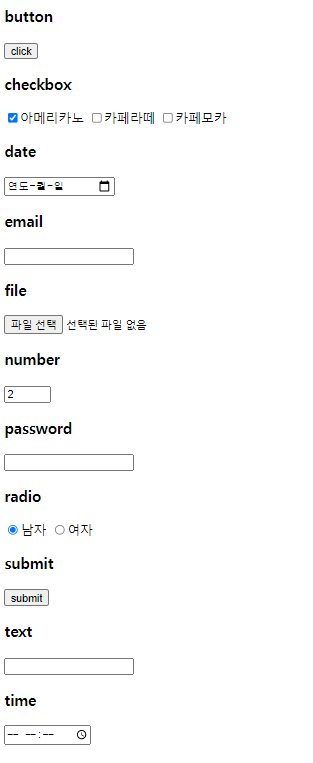 button
click
checkbox
아메리카노 카페라떼 카페모카
date
연도-월-일
email
file
파일 선택 선택된 파일 없음
number
2
password
radio
남자 여자
submit
submit
text
time
-- --:--